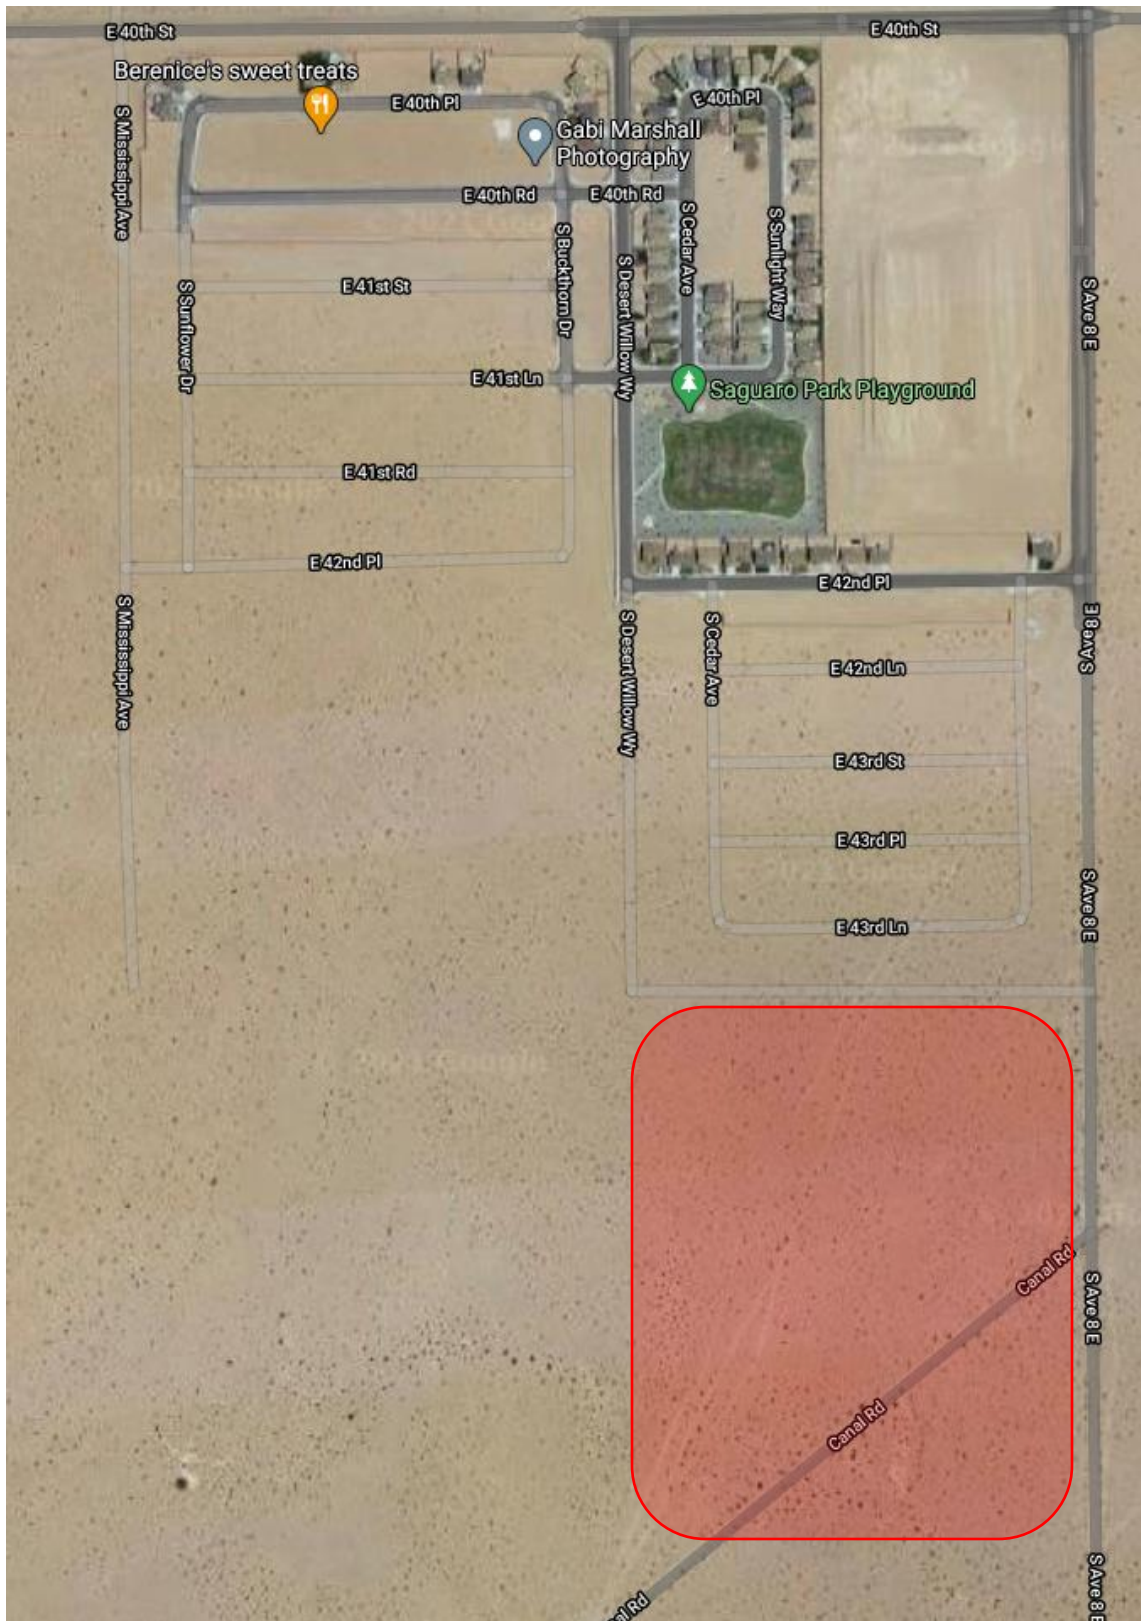 E 40th St
E 40th St
Berenice's sweet treats
E 40th Pl
E 40th Pl
S Mississippi Ave
Gabi Marshall
Photography
E 40th Rd
E 40th Rd
S Cedar Ave
S Sunlight Way
S Buckthorn Dr
S Desert Willow Wy
E 41st St
S Sunflower Dr
S Ave 8 E
E 41st Ln
Saguaro Park Playground
E 41st Rd
E 42nd Pl
E 42nd Pl
S Mississippi Ave
S Desert Willow Wy
S Cedar Ave
S Ave 8 E
E 42nd Ln
E 43rd St
E 43rd Pl
S Ave 8 E
E 43rd Ln
Canal Rd
S Ave 8 E
Canal Rd
S Ave 8 E
al Rd